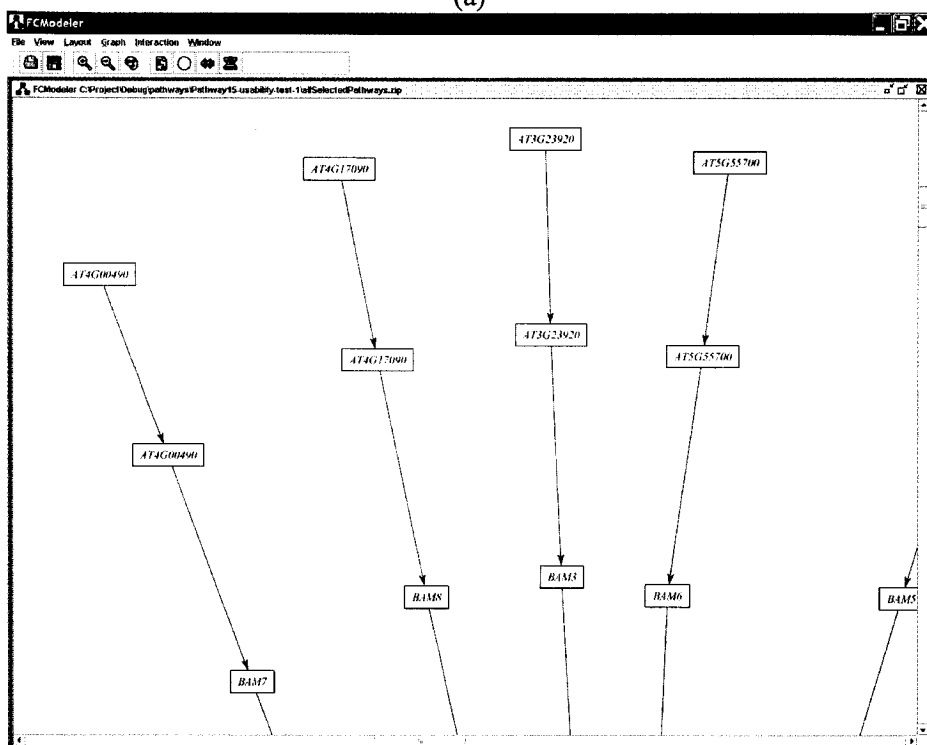 (a)
FCModeler
File View Layout Graph Interaction Window
FCModeler C:\Project\Debug\pathways\Pathway15-usability-test-1\allSelectedPathways.zip
AT3G23920
AT4G17090
AT5G55700
AT4G00490
AT3G23920
AT4G17090
AT5G55700
AT4G00490
BAM3
BAM8
BAM6
BAM5
BAM7